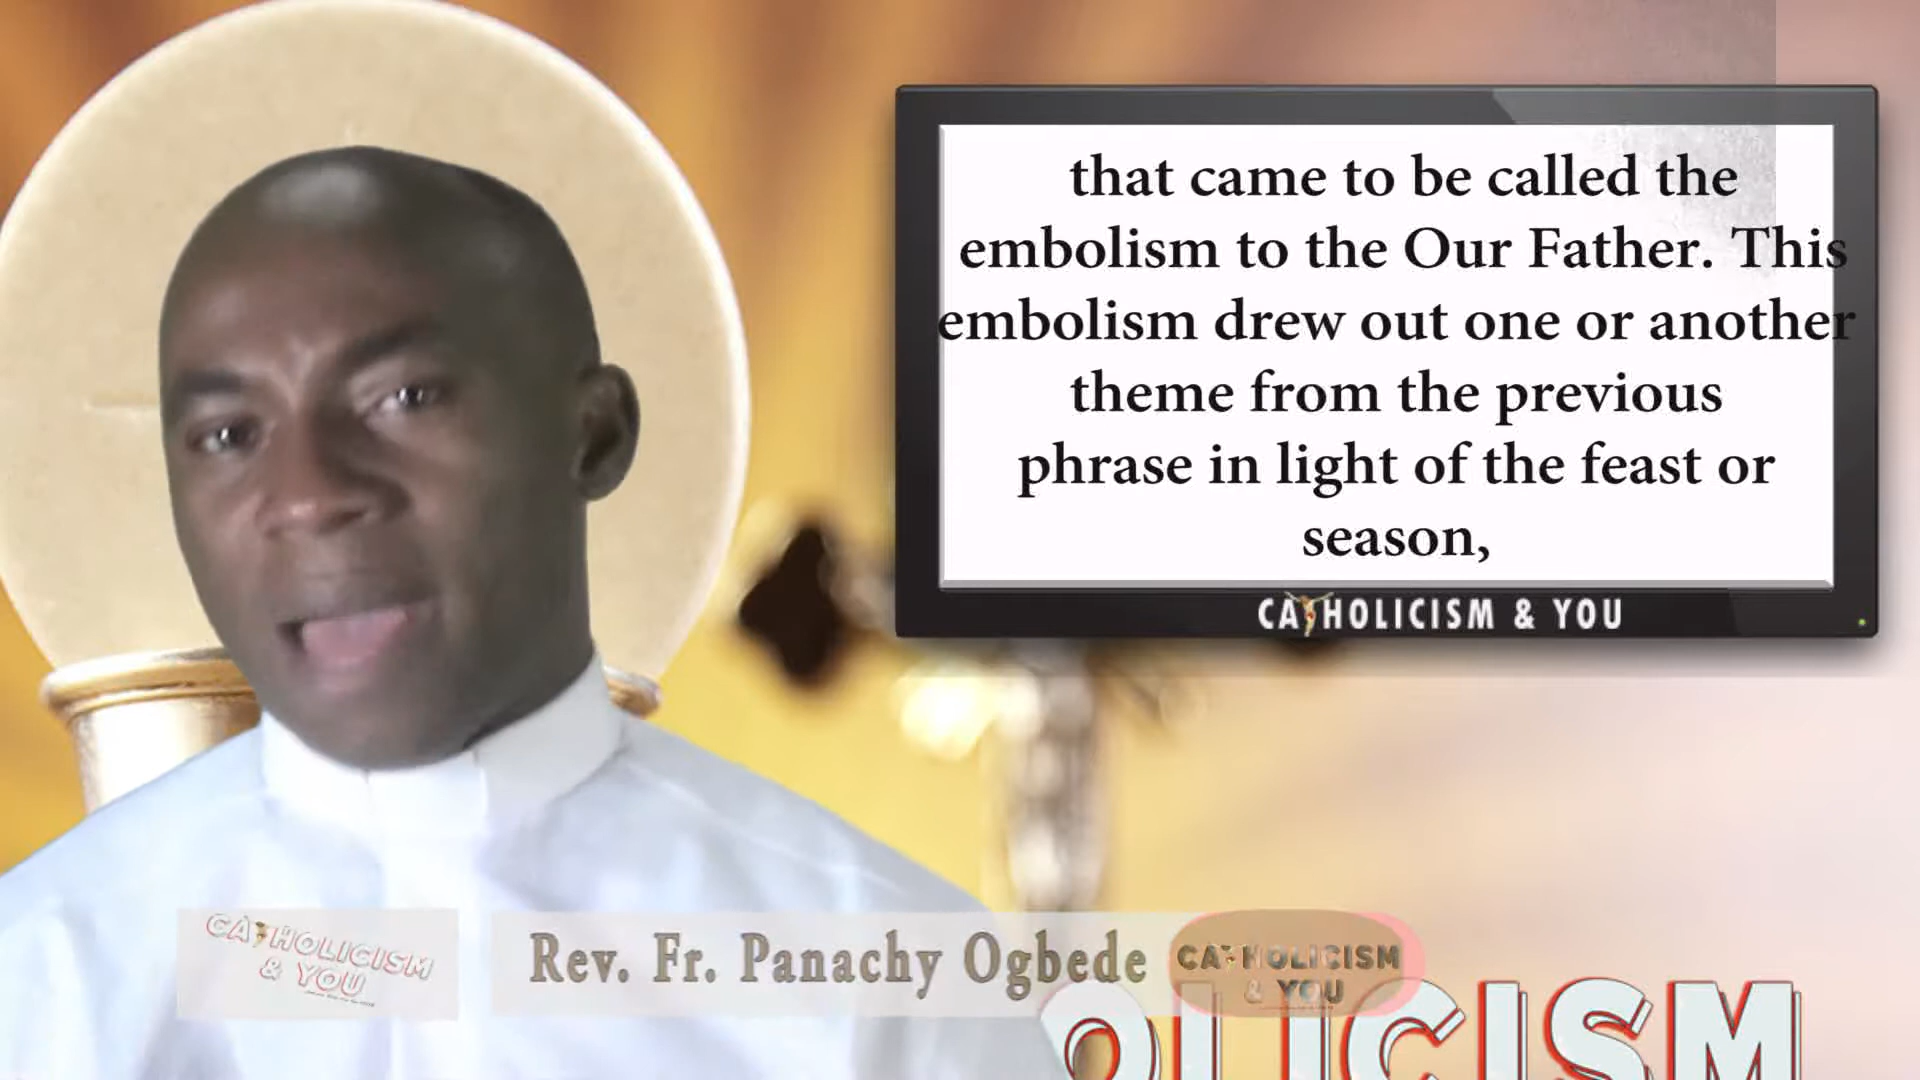 that came to be called the
embolism to the Our Father. This
embolism drew out one or another
theme from the previous
phrase in light of the feast or
season,
CATHOLICISM & YOU
CATHOLICISM
& YOU
Rev. Fr. Panachy Ogbede
CATHOLICISM
& YOU
OLICISM